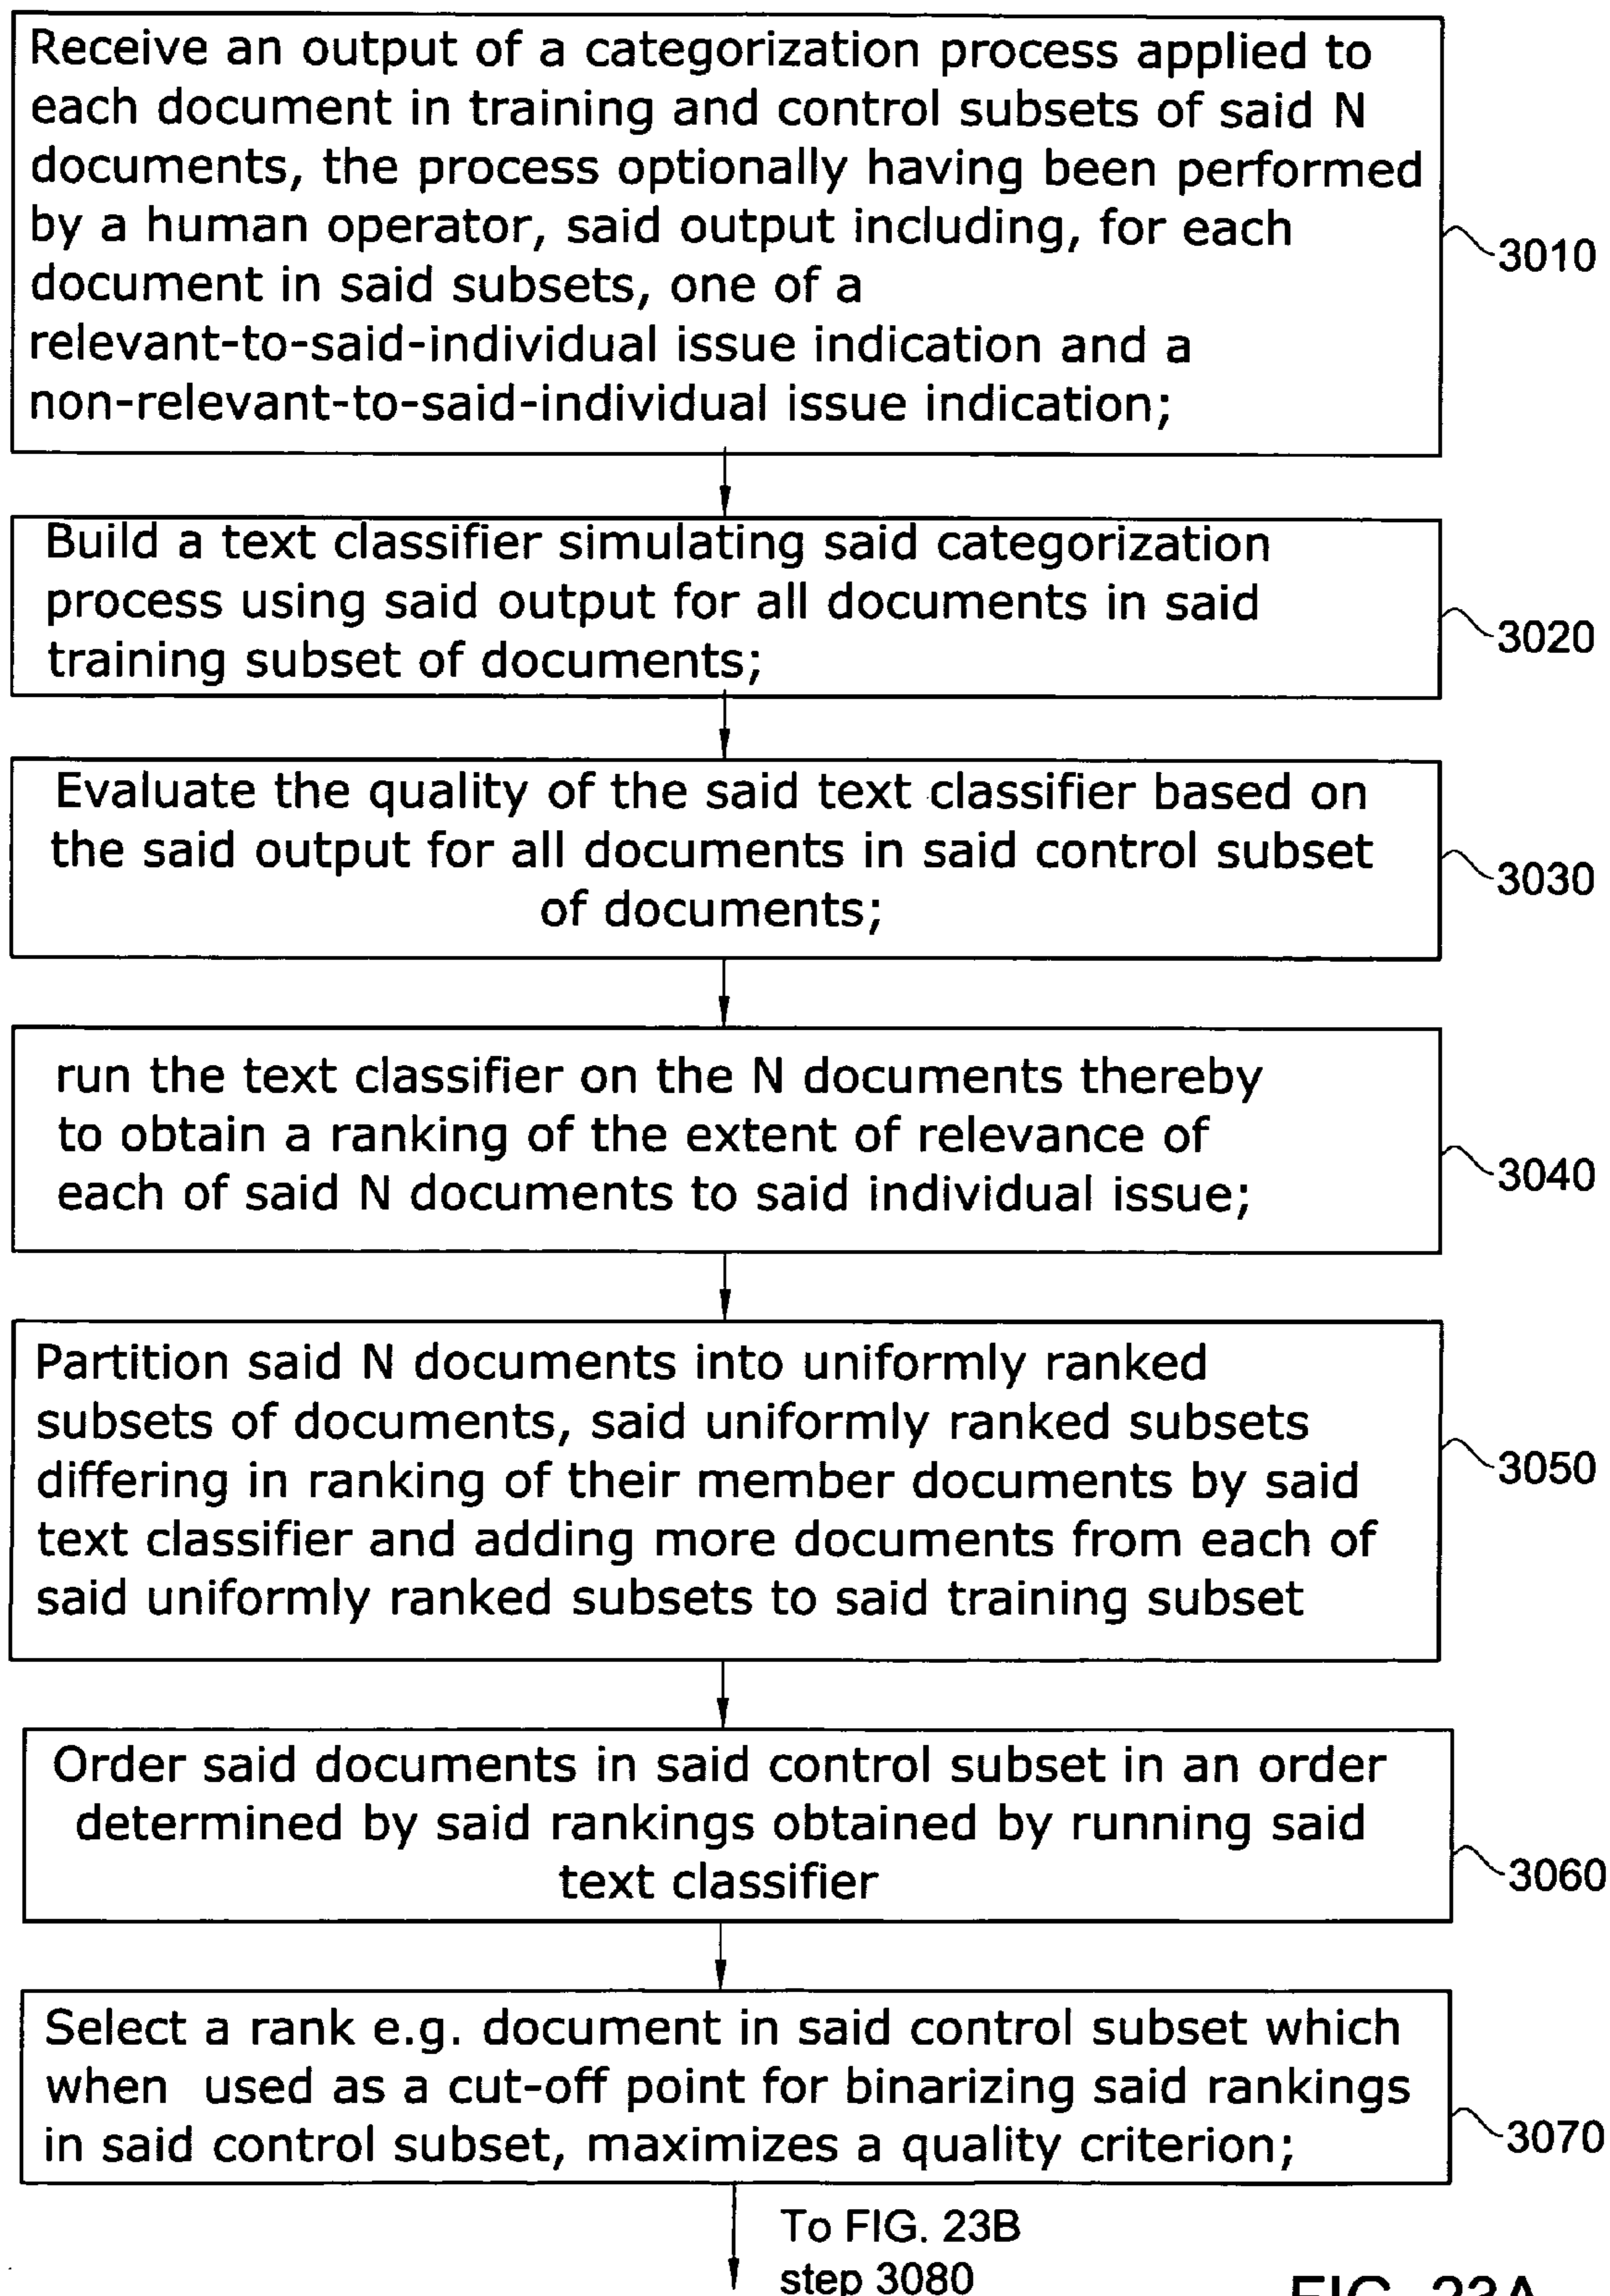 Receive an output of a categorization process applied to
each document in training and control subsets of said N
documents, the process optionally having been performed
by a human operator, said output including, for each
document in said subsets, one of a
relevant-to-said-individual issue indication and a
non-relevant-to-said-individual issue indication;
3010
Build a text classifier simulating said categorization
process using said output for all documents in said
training subset of documents;
3020
Evaluate the quality of the said text classifier based on
the said output for all documents in said control subset
of documents;
3030
run the text classifier on the N documents thereby
to obtain a ranking of the extent of relevance of
each of said N documents to said individual issue;
3040
Partition said N documents into uniformly ranked
subsets of documents, said uniformly ranked subsets
differing in ranking of their member documents by said
text classifier and adding more documents from each of
said uniformly ranked subsets to said training subset
3050
Order said documents in said control subset in an order
determined by said rankings obtained by running said
text classifier
3060
Select a rank e.g. document in said control subset which
when used as a cut-off point for binarizing said rankings
in said control subset, maximizes a quality criterion;
3070
To FIG. 23B
step 3080
FIG. 23A